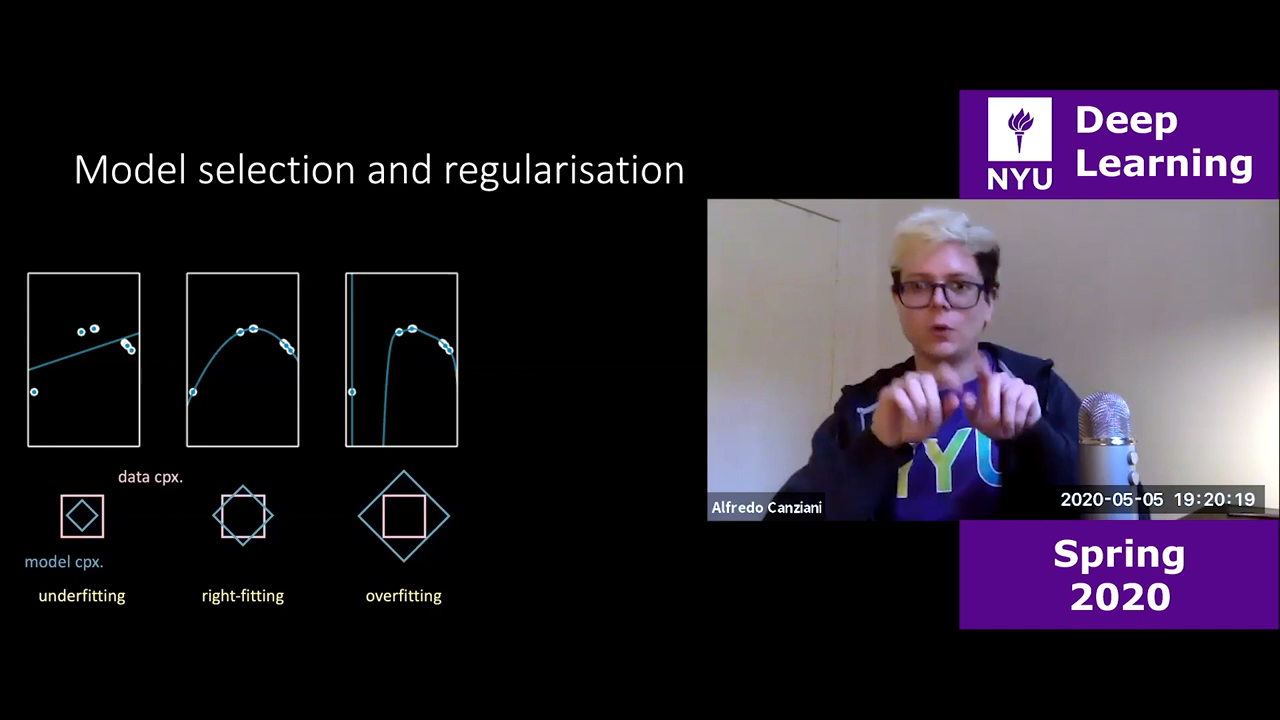 Model selection and regularisation
data cpx.
model cpx.
underfitting
right-fitting
overfitting
NYU
Deep
Learning
NYU
Alfredo Canziani
2020-05-05 19:20:19
Spring
2020